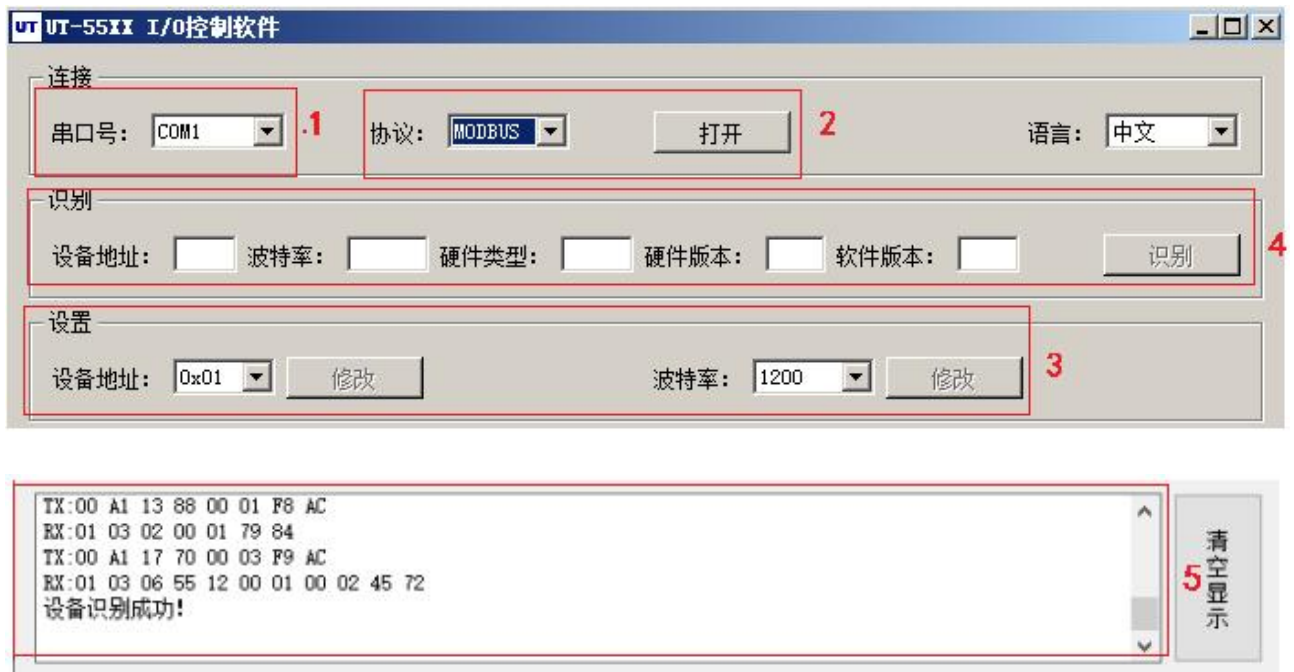 UT UT-55XX I/O控制软件
连接
串口号: COM1 .1 协议: MODBUS 打开 2 语言: 中文
识别
设备地址: 波特率: 硬件类型: 硬件版本: 软件版本: 识别 4
设置
设备地址: 0x01 修改 波特率: 1200 修改 3
TX:00 A1 13 88 00 01 F8 AC
RX:01 03 02 00 01 79 84
TX:00 A1 17 70 00 03 F9 AC
RX:01 03 06 55 12 00 01 00 02 45 72
设备识别成功!
5
清空显示